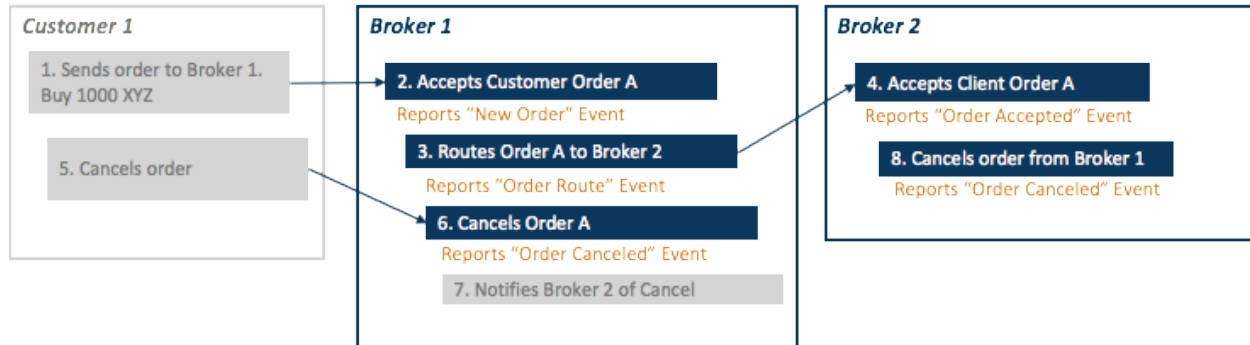 Customer 1
1. Sends order to Broker 1.
Buy 1000 XYZ
5. Cancels order
Broker 1
2. Accepts Customer Order A
Reports “New Order” Event
3. Routes Order A to Broker 2
Reports “Order Route” Event
6. Cancels Order A
Reports “Order Canceled” Event
7. Notifies Broker 2 of Cancel
Broker 2
4. Accepts Client Order A
Reports “Order Accepted” Event
8. Cancels order from Broker 1
Reports “Order Canceled” Event